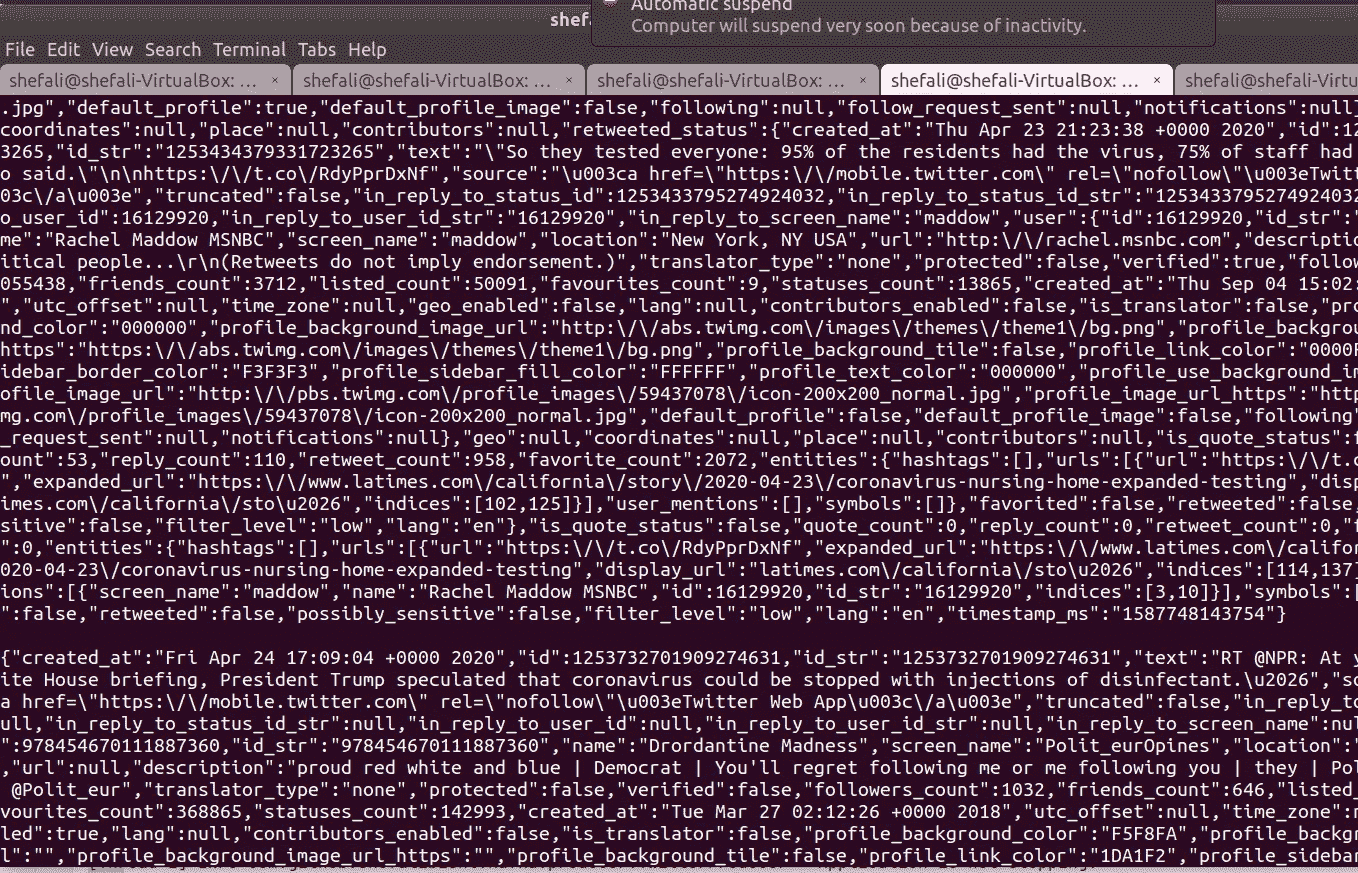 Automatic suspend
Computer will suspend very soon because of inactivity.
shef
File Edit View Search Terminal Tabs Help
shefali@shefali-VirtualBox: ... × shefali@shefali-VirtualBox: ... × shefali@shefali-VirtualBox: ... × shefali@shefali-VirtualBox: ... × shefali@shefali-Virtu
.jpg","default_profile":true,"default_profile_image":false,"following":null,"follow_request_sent":null,"notifications":null}
coordinates":null,"place":null,"contributors":null,"retweeted_status":{"created_at":"Thu Apr 23 21:23:38 +0000 2020","id":12
3265,"id_str":"1253434379331723265","text":"\"So they tested everyone: 95% of the residents had the virus, 75% of staff had
o said.\"\n\nhttps:\/\/t.co\/RdyPprDxNf","source":"\u003ca href=\"https:\/\/mobile.twitter.com\" rel=\"nofollow\"\u003eTwitt
03c\/a\u003e","truncated":false,"in_reply_to_status_id":1253433795274924032,"in_reply_to_status_id_str":"1253433795274924032
o_user_id":16129920,"in_reply_to_user_id_str":"16129920","in_reply_to_screen_name":"maddow","user":{"id":16129920,"id_str":"
me":"Rachel Maddow MSNBC","screen_name":"maddow","location":"New York, NY USA","url":"http:\/\/rachel.msnbc.com","descriptio
itical people...\r\n(Retweets do not imply endorsement.)","translator_type":"none","protected":false,"verified":true,"follow
055438,"friends_count":3712,"listed_count":50091,"favourites_count":9,"statuses_count":13865,"created_at":"Thu Sep 04 15:02:
","utc_offset":null,"time_zone":null,"geo_enabled":false,"lang":null,"contributors_enabled":false,"is_translator":false,"pro
nd_color":"000000","profile_background_image_url":"http:\/\/abs.twimg.com\/images\/themes\/theme1\/bg.png","profile_backgrou
https":"https:\/\/abs.twimg.com\/images\/themes\/theme1\/bg.png","profile_background_tile":false,"profile_link_color":"0000F
idebar_border_color":"F3F3F3","profile_sidebar_fill_color":"FFFFFF","profile_text_color":"000000","profile_use_background_im
ofile_image_url":"http:\/\/pbs.twimg.com\/profile_images\/59437078\/icon-200x200_normal.jpg","profile_image_url_https":"http
mg.com\/profile_images\/59437078\/icon-200x200_normal.jpg","default_profile":false,"default_profile_image":false,"following"
_request_sent":null,"notifications":null},"geo":null,"coordinates":null,"place":null,"contributors":null,"is_quote_status":f
ount":53,"reply_count":110,"retweet_count":958,"favorite_count":2072,"entities":{"hashtags":[],"urls":[{"url":"https:\/\/t.c
","expanded_url":"https:\/\/www.latimes.com\/california\/story\/2020-04-23\/coronavirus-nursing-home-expanded-testing","disp
imes.com\/california\/sto\u2026","indices":[102,125]}],"user_mentions":[],"symbols":[]},"favorited":false,"retweeted":false,
sitive":false,"filter_level":"low","lang":"en"},"is_quote_status":false,"quote_count":0,"reply_count":0,"retweet_count":0,"f
":0,"entities":{"hashtags":[],"urls":[{"url":"https:\/\/t.co\/RdyPprDxNf","expanded_url":"https:\/\/www.latimes.com\/califor
020-04-23\/coronavirus-nursing-home-expanded-testing","display_url":"latimes.com\/california\/sto\u2026","indices":[114,137]
ions":[{"screen_name":"maddow","name":"Rachel Maddow MSNBC","id":16129920,"id_str":"16129920","indices":[3,10]}],"symbols":[
":false,"retweeted":false,"possibly_sensitive":false,"filter_level":"low","lang":"en","timestamp_ms":"1587748143754"}
{"created_at":"Fri Apr 24 17:09:04 +0000 2020","id":1253732701909274631,"id_str":"1253732701909274631","text":"RT @NPR: At y
ite House briefing, President Trump speculated that coronavirus could be stopped with injections of disinfectant.\u2026","so
a href=\"https:\/\/mobile.twitter.com\" rel=\"nofollow\"\u003eTwitter Web App\u003c\/a\u003e","truncated":false,"in_reply_to
ull,"in_reply_to_status_id_str":null,"in_reply_to_user_id":null,"in_reply_to_user_id_str":null,"in_reply_to_screen_name":nul
":978454670111887360,"id_str":"978454670111887360","name":"Drordantine Madness","screen_name":"Polit_eurOpines","location":"
,"url":null,"description":"proud red white and blue | Democrat | You'll regret following me or me following you | they | Pol
@Polit_eur","translator_type":"none","protected":false,"verified":false,"followers_count":1032,"friends_count":646,"listed_
vourites_count":368865,"statuses_count":142993,"created_at":"Tue Mar 27 02:12:26 +0000 2018","utc_offset":null,"time_zone":n
led":true,"lang":null,"contributors_enabled":false,"is_translator":false,"profile_background_color":"F5F8FA","profile_backgr
l":"","profile_background_image_url_https":"","profile_background_tile":false,"profile_link_color":"1DA1F2","profile_sidebar